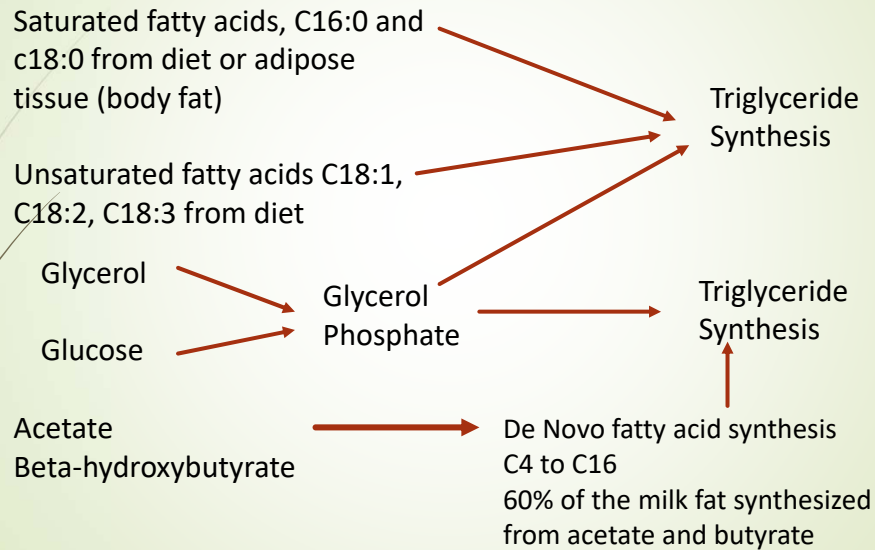 Saturated fatty acids, C16:0 and
c18:0 from diet or adipose
tissue (body fat)
Triglyceride
Synthesis
Unsaturated fatty acids C18:1,
C18:2, C18:3 from diet
Glycerol
Glucose
Glycerol
Phosphate
Triglyceride
Synthesis
Acetate
Beta-hydroxybutyrate
De Novo fatty acid synthesis
C4 to C16
60% of the milk fat synthesized
from acetate and butyrate